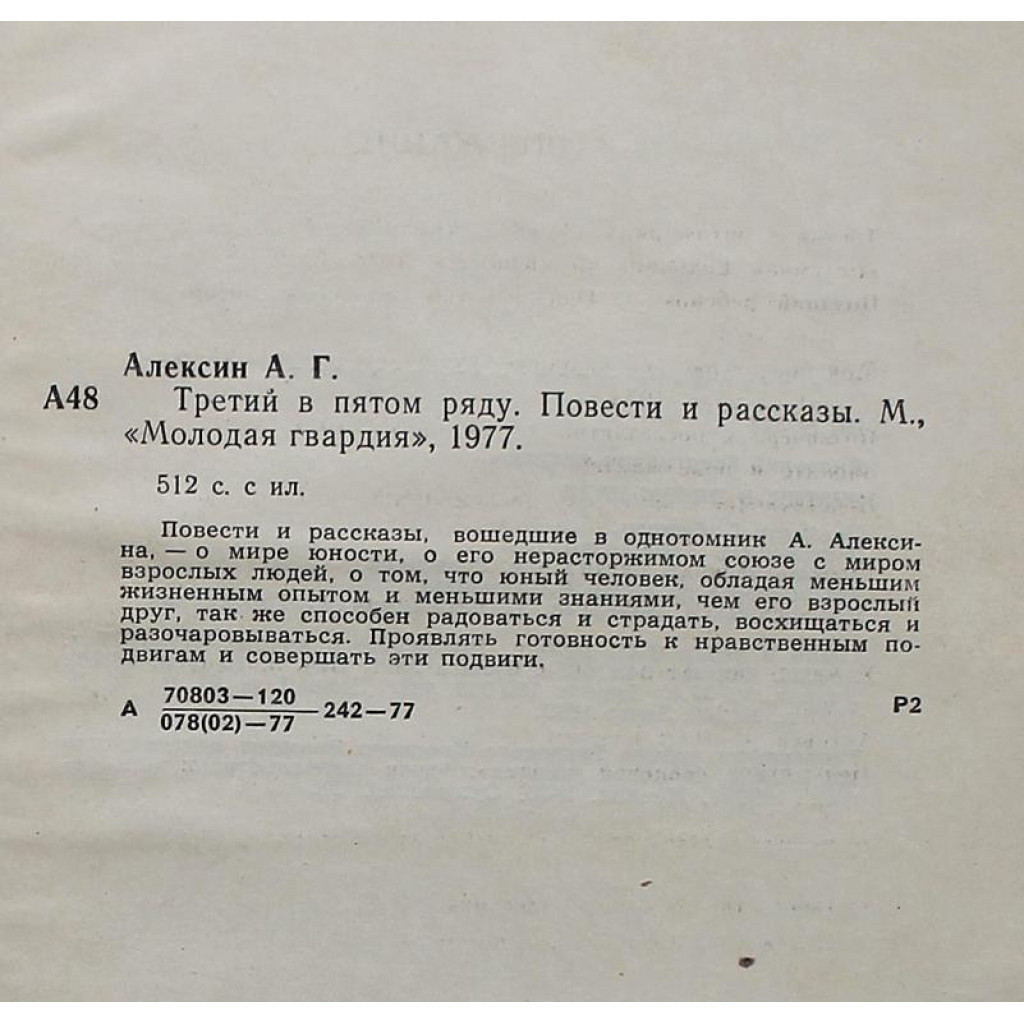 Алексин А. Г.
А48 Третий в пятом ряду. Повести и рассказы. М.,
«Молодая гвардия», 1977.
512 с. с ил.
Повести и рассказы, вошедшие в однотомник А. Алекси-
на, — о мире юности, о его нерасторжимом союзе с миром
взрослых людей, о том, что юный человек, обладая меньшим
жизненным опытом и меньшими знаниями, чем его взрослый
друг, так же способен радоваться и страдать, восхищаться и
разочаровываться. Проявлять готовность к нравственным по-
двигам и совершать эти подвиги.
70803—120
А 242—77 Р2
078(02)—77